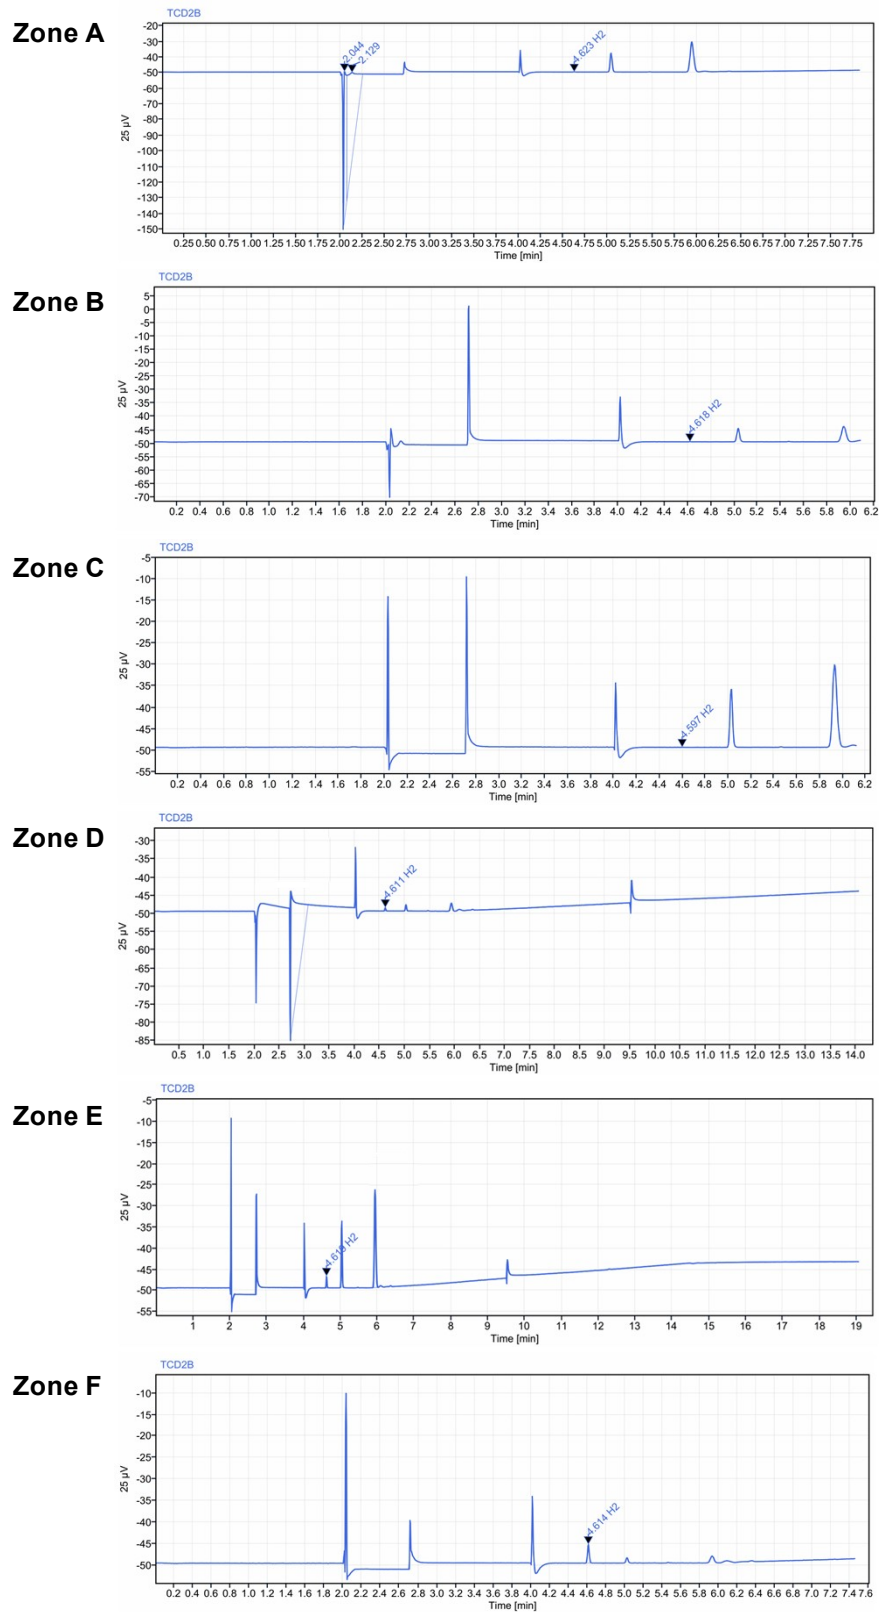 Zone A
TCD2B
2.044
2.129
4.623 H2
-20
-30
-40
-50
-60
-70
-80
-90
-100
-110
-120
-130
-140
-150
25 µV
0.25 0.50 0.75 1.00 1.25 1.50 1.75 2.00 2.25 2.50 2.75 3.00 3.25 3.50 3.75 4.00 4.25 4.50 4.75 5.00 5.25 5.50 5.75 6.00 6.25 6.50 6.75 7.00 7.25 7.50 7.75
Time [min]
Zone B
TCD2B
4.618 H2
5
0
-5
-10
-15
-20
-25
-30
-35
-40
-45
-50
-55
-60
-65
-70
25 µV
0.2 0.4 0.6 0.8 1.0 1.2 1.4 1.6 1.8 2.0 2.2 2.4 2.6 2.8 3.0 3.2 3.4 3.6 3.8 4.0 4.2 4.4 4.6 4.8 5.0 5.2 5.4 5.6 5.8 6.0 6.2
Time [min]
Zone C
TCD2B
4.597 H2
-5
-10
-15
-20
-25
-30
-35
-40
-45
-50
-55
25 µV
0.2 0.4 0.6 0.8 1.0 1.2 1.4 1.6 1.8 2.0 2.2 2.4 2.6 2.8 3.0 3.2 3.4 3.6 3.8 4.0 4.2 4.4 4.6 4.8 5.0 5.2 5.4 5.6 5.8 6.0 6.2
Time [min]
Zone D
TCD2B
4.611 H2
-30
-35
-40
-45
-50
-55
-60
-65
-70
-75
-80
-85
25 µV
0.5 1.0 1.5 2.0 2.5 3.0 3.5 4.0 4.5 5.0 5.5 6.0 6.5 7.0 7.5 8.0 8.5 9.0 9.5 10.0 10.5 11.0 11.5 12.0 12.5 13.0 13.5 14.0
Time [min]
Zone E
TCD2B
H2
-5
-10
-15
-20
-25
-30
-35
-40
-45
-50
-55
25 µV
1 2 3 4 5 6 7 8 9 10 11 12 13 14 15 16 17 18 19
Time [min]
Zone F
TCD2B
4.614 H2
-10
-15
-20
-25
-30
-35
-40
-45
-50
25 µV
0.2 0.4 0.6 0.8 1.0 1.2 1.4 1.6 1.8 2.0 2.2 2.4 2.6 2.8 3.0 3.2 3.4 3.6 3.8 4.0 4.2 4.4 4.6 4.8 5.0 5.2 5.4 5.6 5.8 6.0 6.2 6.4 6.6 6.8 7.0 7.2 7.4 7.6
Time [min]